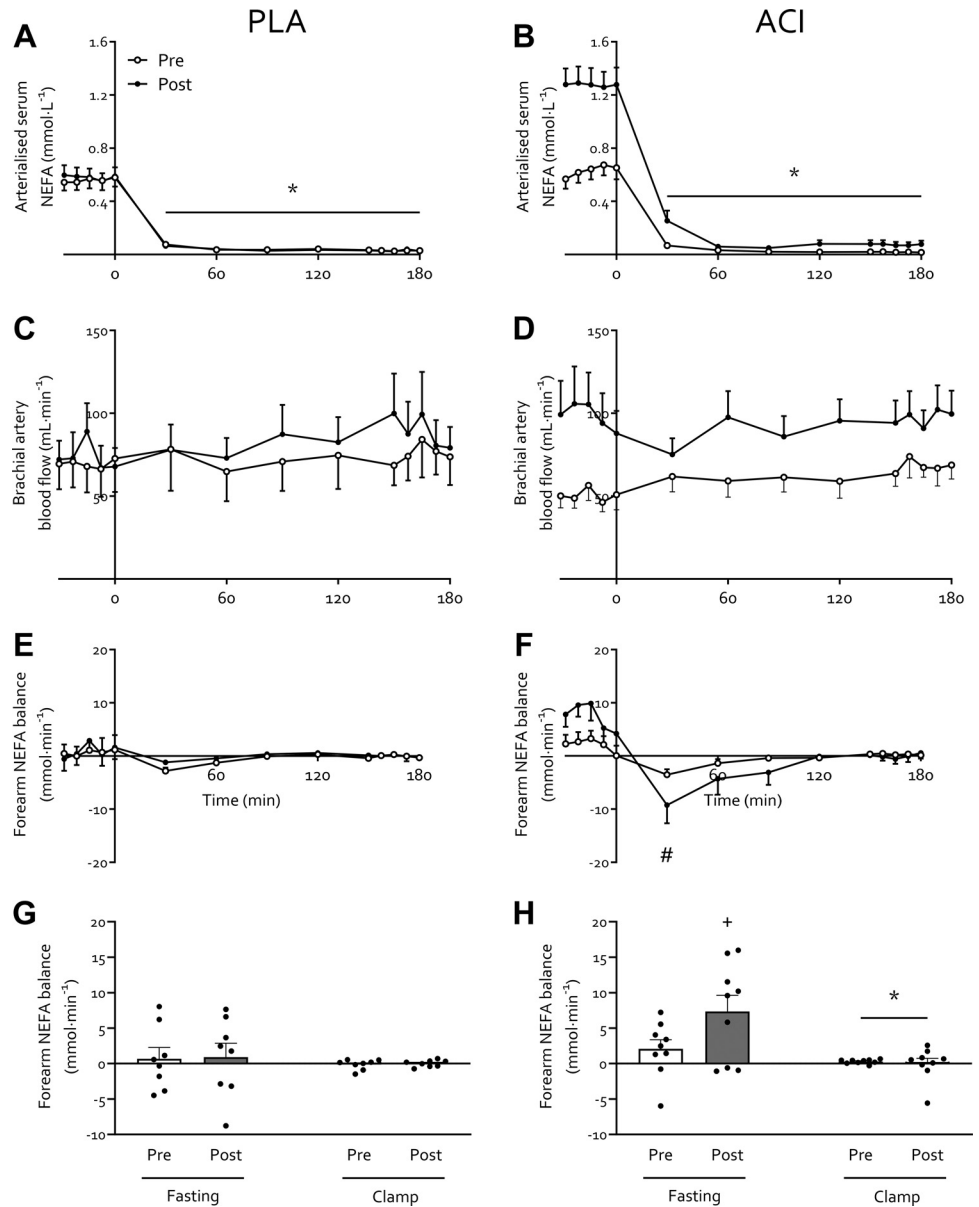 PLA
ACI
A
Arterialised serum
NEFA (mmol·L⁻¹)
1.6
1.2
0.8
0.4
Pre
Post
*
0 60 120 180
B
Arterialised serum
NEFA (mmol·L⁻¹)
1.6
1.2
0.8
0.4
*
0 60 120 180
C
Brachial artery
blood flow (mL·min⁻¹)
150
100
50
0 60 120 180
D
Brachial artery
blood flow (mL·min⁻¹)
150
100
50
0 60 120 180
E
Forearm NEFA balance
(mmol·min⁻¹)
20
10
0
-10
-20
60 120 180
Time (min)
F
Forearm NEFA balance
(mmol·min⁻¹)
20
10
0
-10
-20
60 120 180
Time (min)
#
G
Forearm NEFA balance
(mmol·min⁻¹)
20
15
10
5
0
-5
-10
Pre Post Pre Post
Fasting Clamp
H
Forearm NEFA balance
(mmol·min⁻¹)
20
15
10
5
0
-5
-10
+
*
Pre Post Pre Post
Fasting Clamp